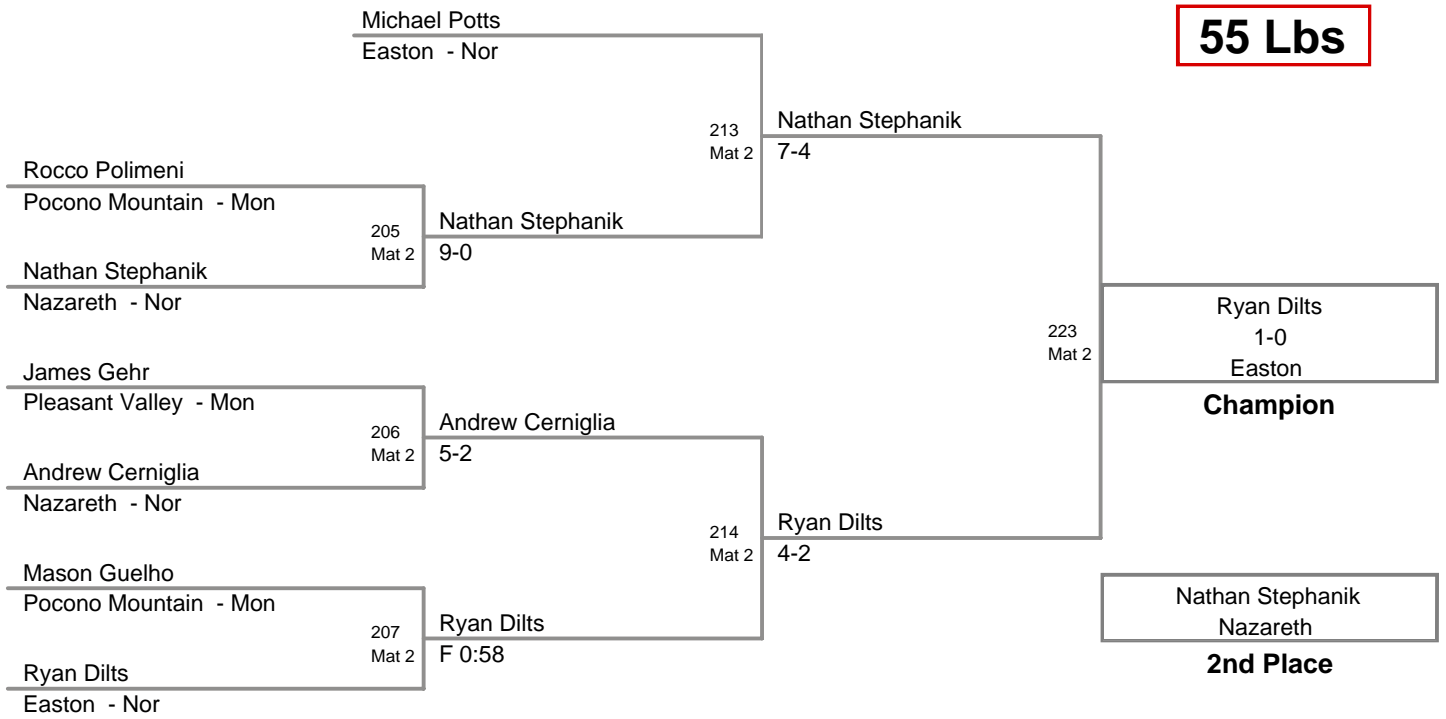 Michael Potts
Easton - Nor
55 Lbs
213
Mat 2
Nathan Stephanik
7-4
Rocco Polimeni
Pocono Mountain - Mon
205
Mat 2
Nathan Stephanik
9-0
Nathan Stephanik
Nazareth - Nor
223
Mat 2
Ryan Dilts
1-0
Easton
Champion
James Gehr
Pleasant Valley - Mon
206
Mat 2
Andrew Cerniglia
5-2
Andrew Cerniglia
Nazareth - Nor
214
Mat 2
Ryan Dilts
4-2
Mason Guelho
Pocono Mountain - Mon
207
Mat 2
Ryan Dilts
F 0:58
Ryan Dilts
Easton - Nor
Nathan Stephanik
Nazareth
2nd Place